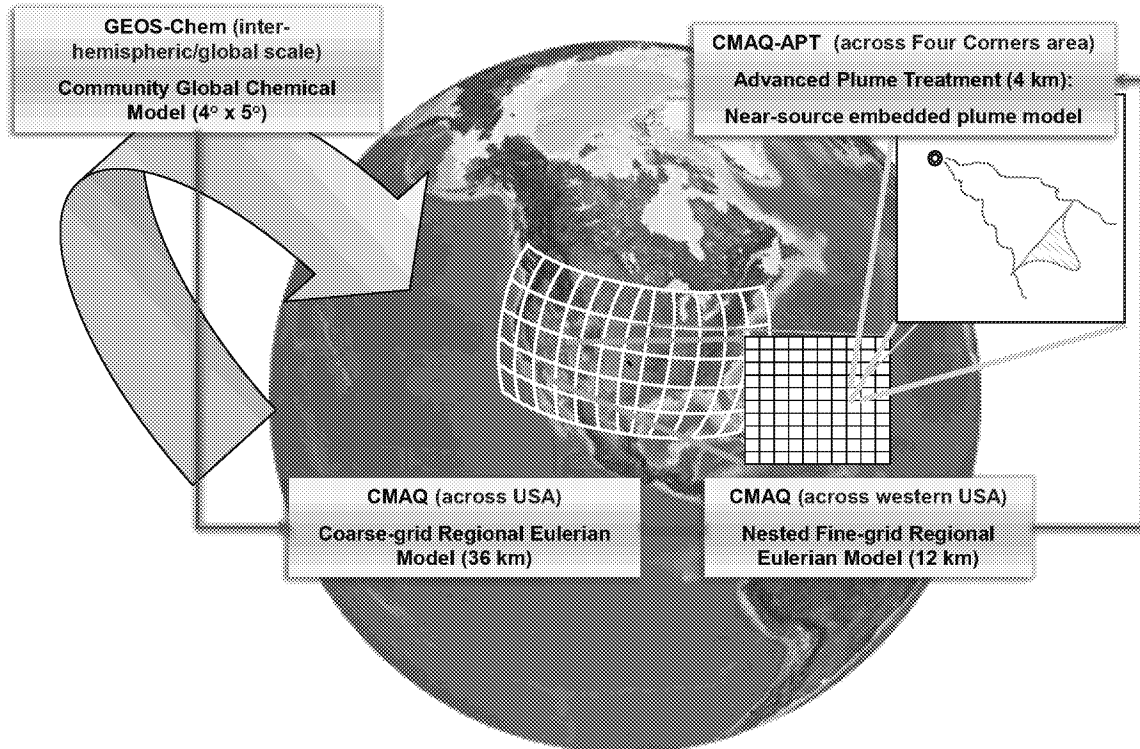 GEOS-Chem (inter-
hemispheric/global scale)
Community Global Chemical
Model (4° x 5°)
CMAQ-APT (across Four Corners area)
Advanced Plume Treatment (4 km):
Near-source embedded plume model
CMAQ (across USA)
Coarse-grid Regional Eulerian
Model (36 km)
CMAQ (across western USA)
Nested Fine-grid Regional
Eulerian Model (12 km)